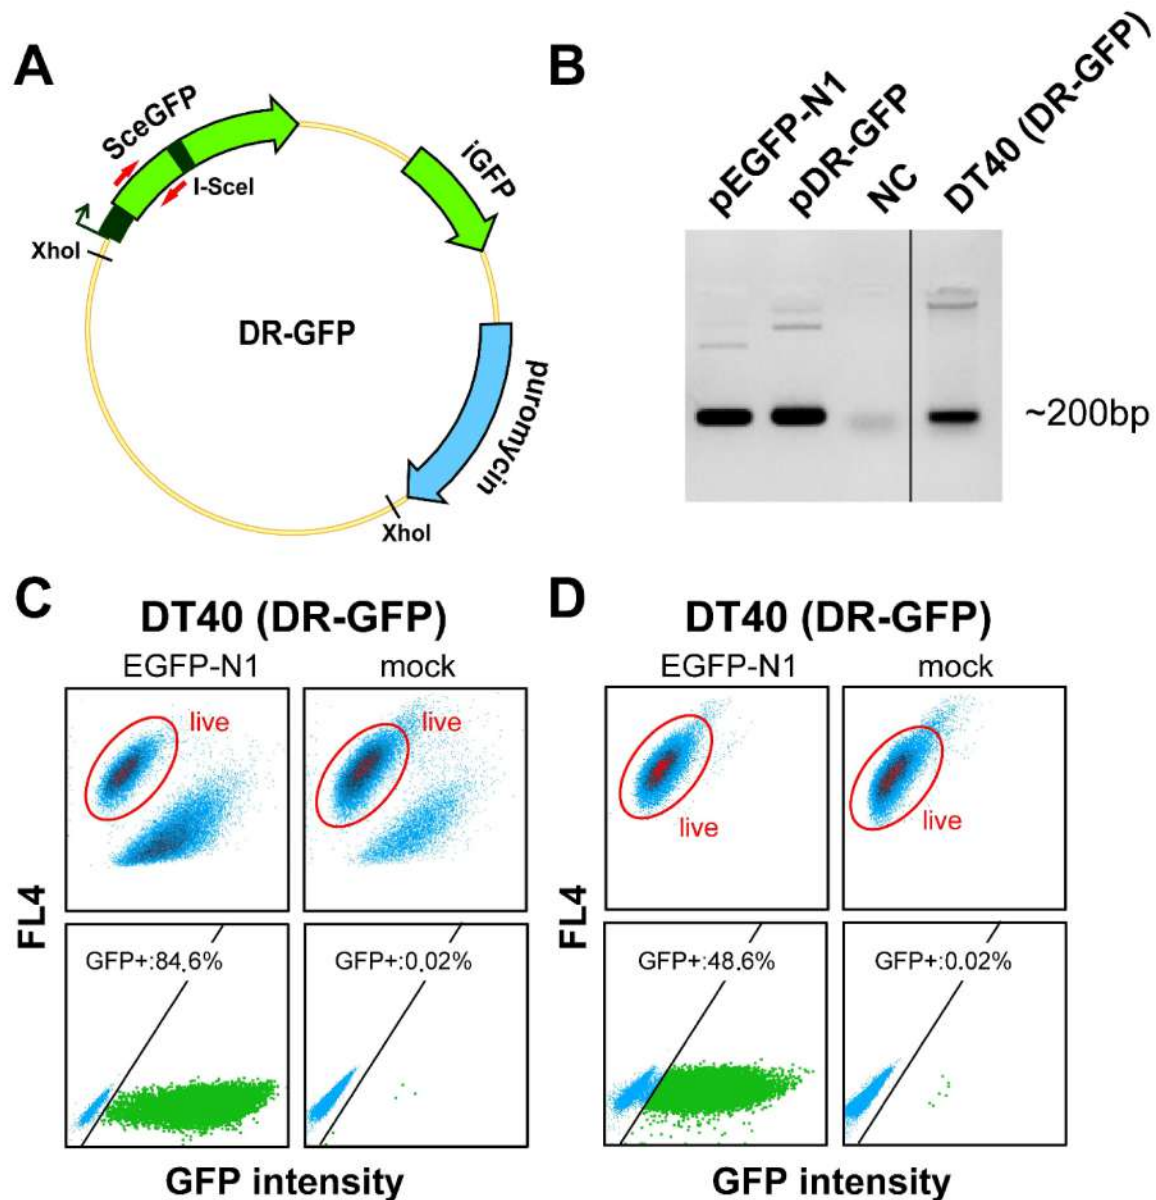 A
SceGFP
I-SceI
iGFP
XhoI
DR-GFP
puromycin
XhoI
B
pEGFP-N1
pDR-GFP
NC
DT40 (DR-GFP)
~200bp
C
DT40 (DR-GFP)
EGFP-N1
mock
live
live
FL4
GFP+:84.6%
GFP+:0.02%
GFP intensity
D
DT40 (DR-GFP)
EGFP-N1
mock
live
live
FL4
GFP+:48.6%
GFP+:0.02%
GFP intensity